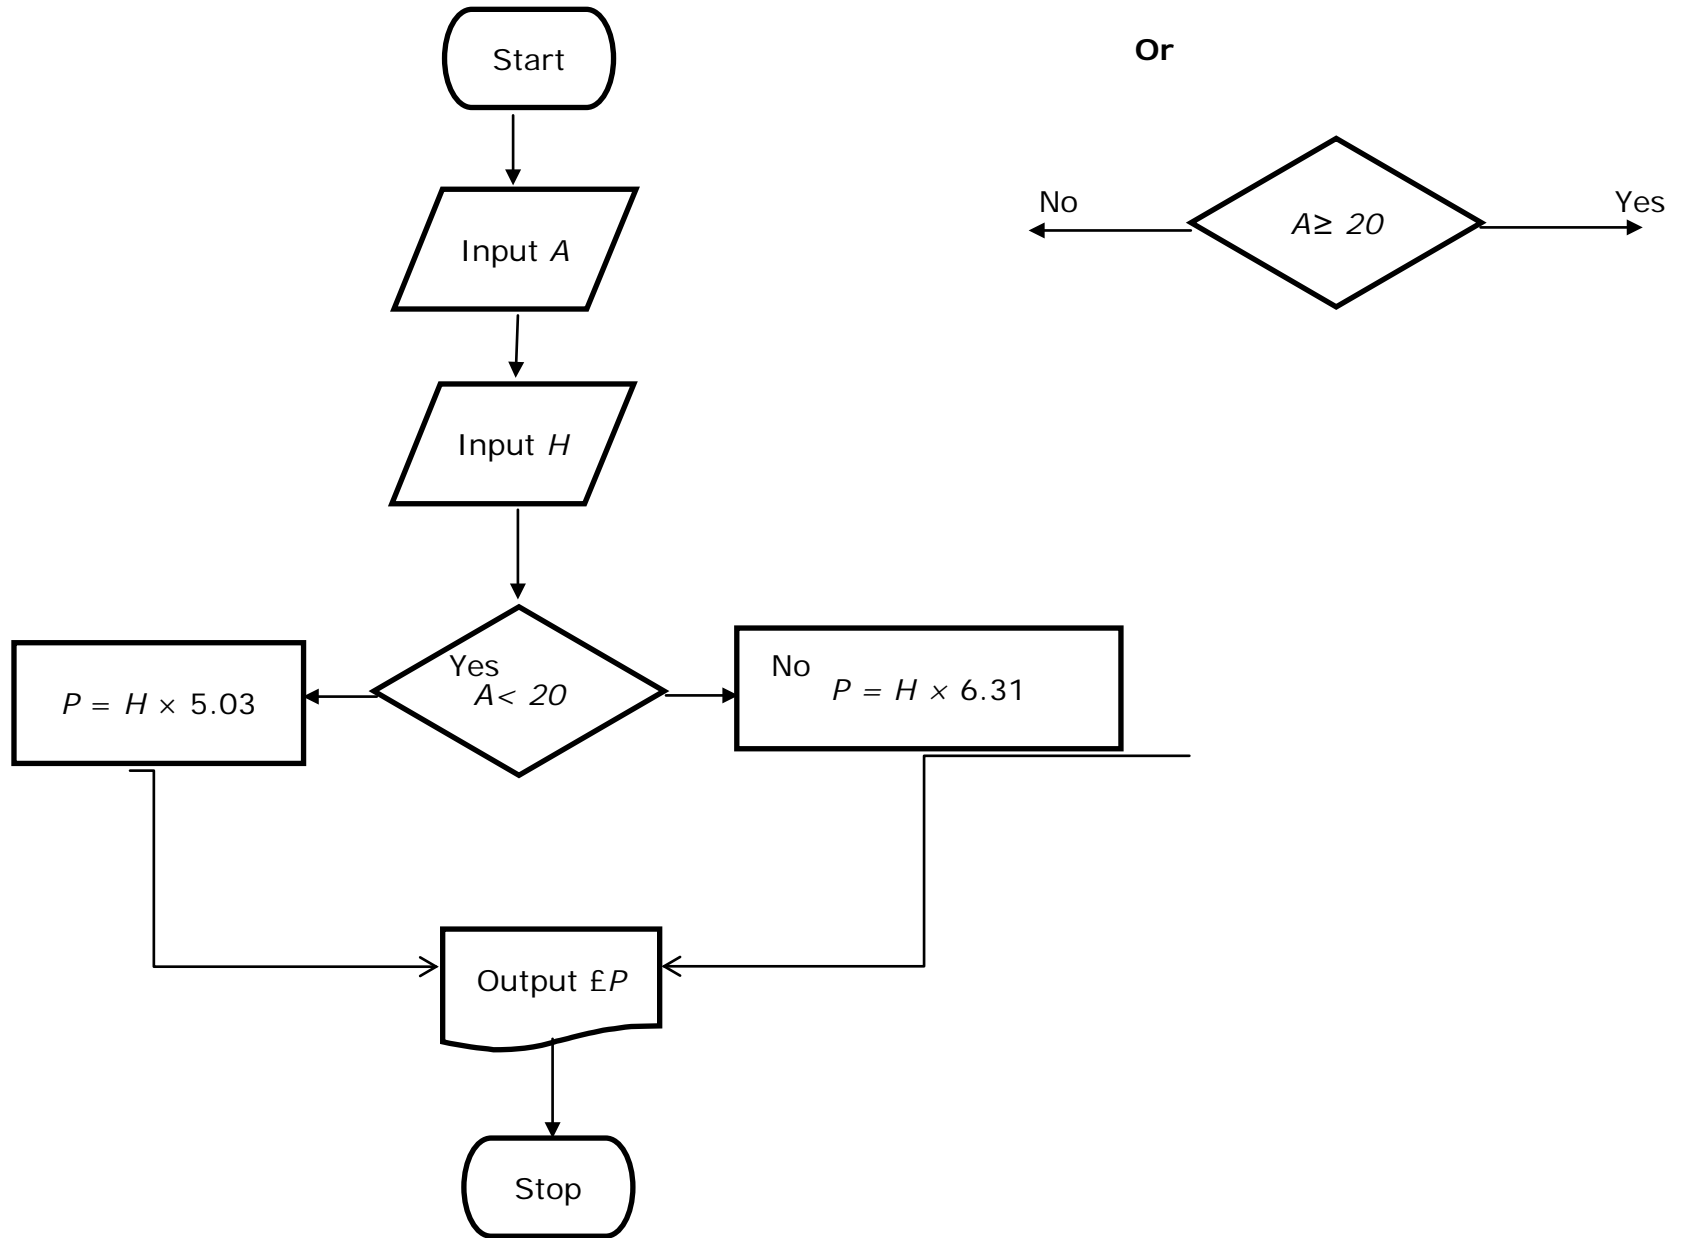 Start
Or
No
Yes
A≥ 20
Input A
Input H
Yes
No
A< 20
P = H × 5.03
P = H × 6.31
Output £P
Stop